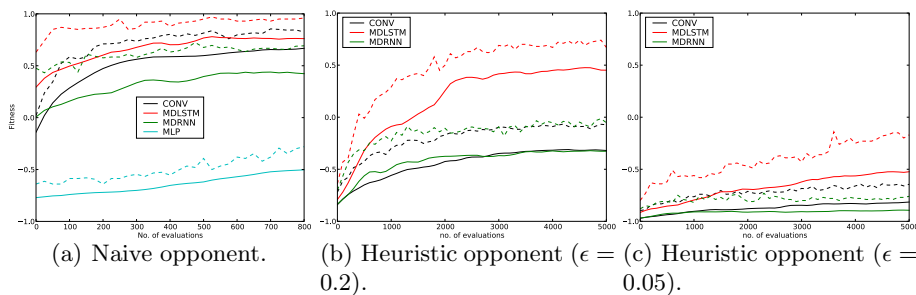 1.0
0.5
0.0
−0.5
−1.0
Fitness
CONV
MDLSTM
MDRNN
MLP
0 100 200 300 400 500 600 700 800
No. of evaluations
(a) Naive opponent.
1.0
0.5
0.0
−0.5
−1.0
CONV
MDLSTM
MDRNN
0 1000 2000 3000 4000 5000
no. of evaluations
(b) Heuristic opponent (ϵ =
0.2).
1.0
0.5
0.0
−0.5
−1.0
CONV
MDLSTM
MDRNN
0 1000 2000 3000 4000 5000
no. of evaluations
(c) Heuristic opponent (ϵ =
0.05).